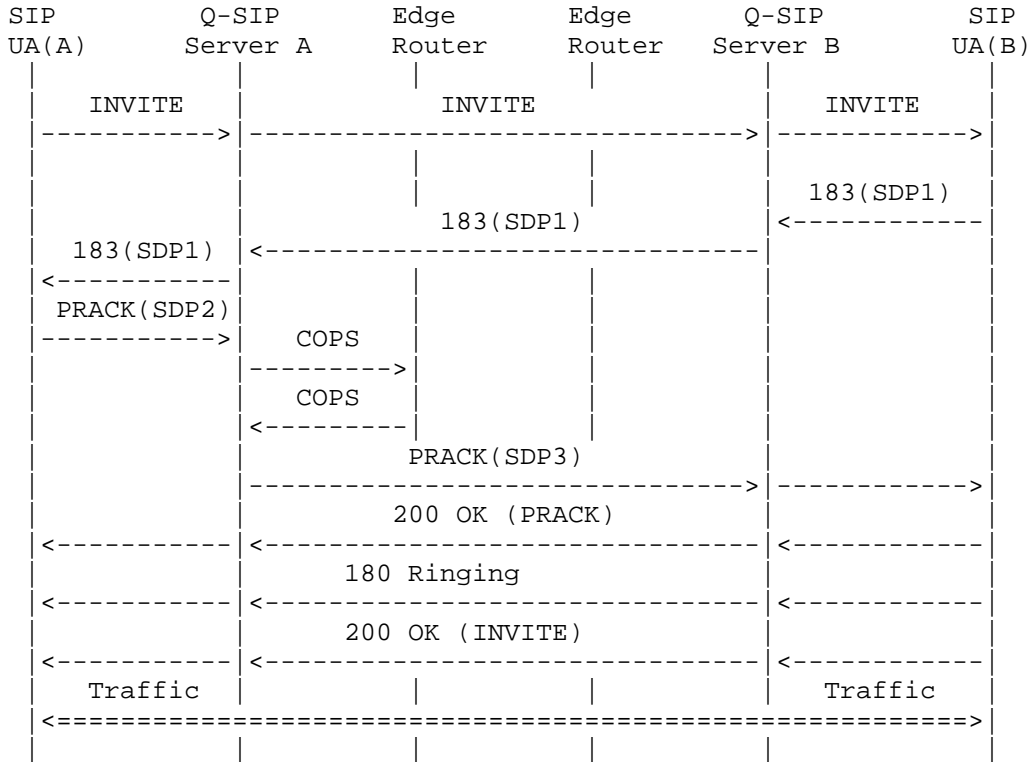 SIP Q-SIP Edge Edge Q-SIP SIP
UA(A) Server A Router Router Server B UA(B)
INVITE INVITE INVITE
183(SDP1)
183(SDP1)
183(SDP1)
PRACK(SDP2)
COPS
COPS
PRACK(SDP3)
200 OK (PRACK)
180 Ringing
200 OK (INVITE)
Traffic Traffic